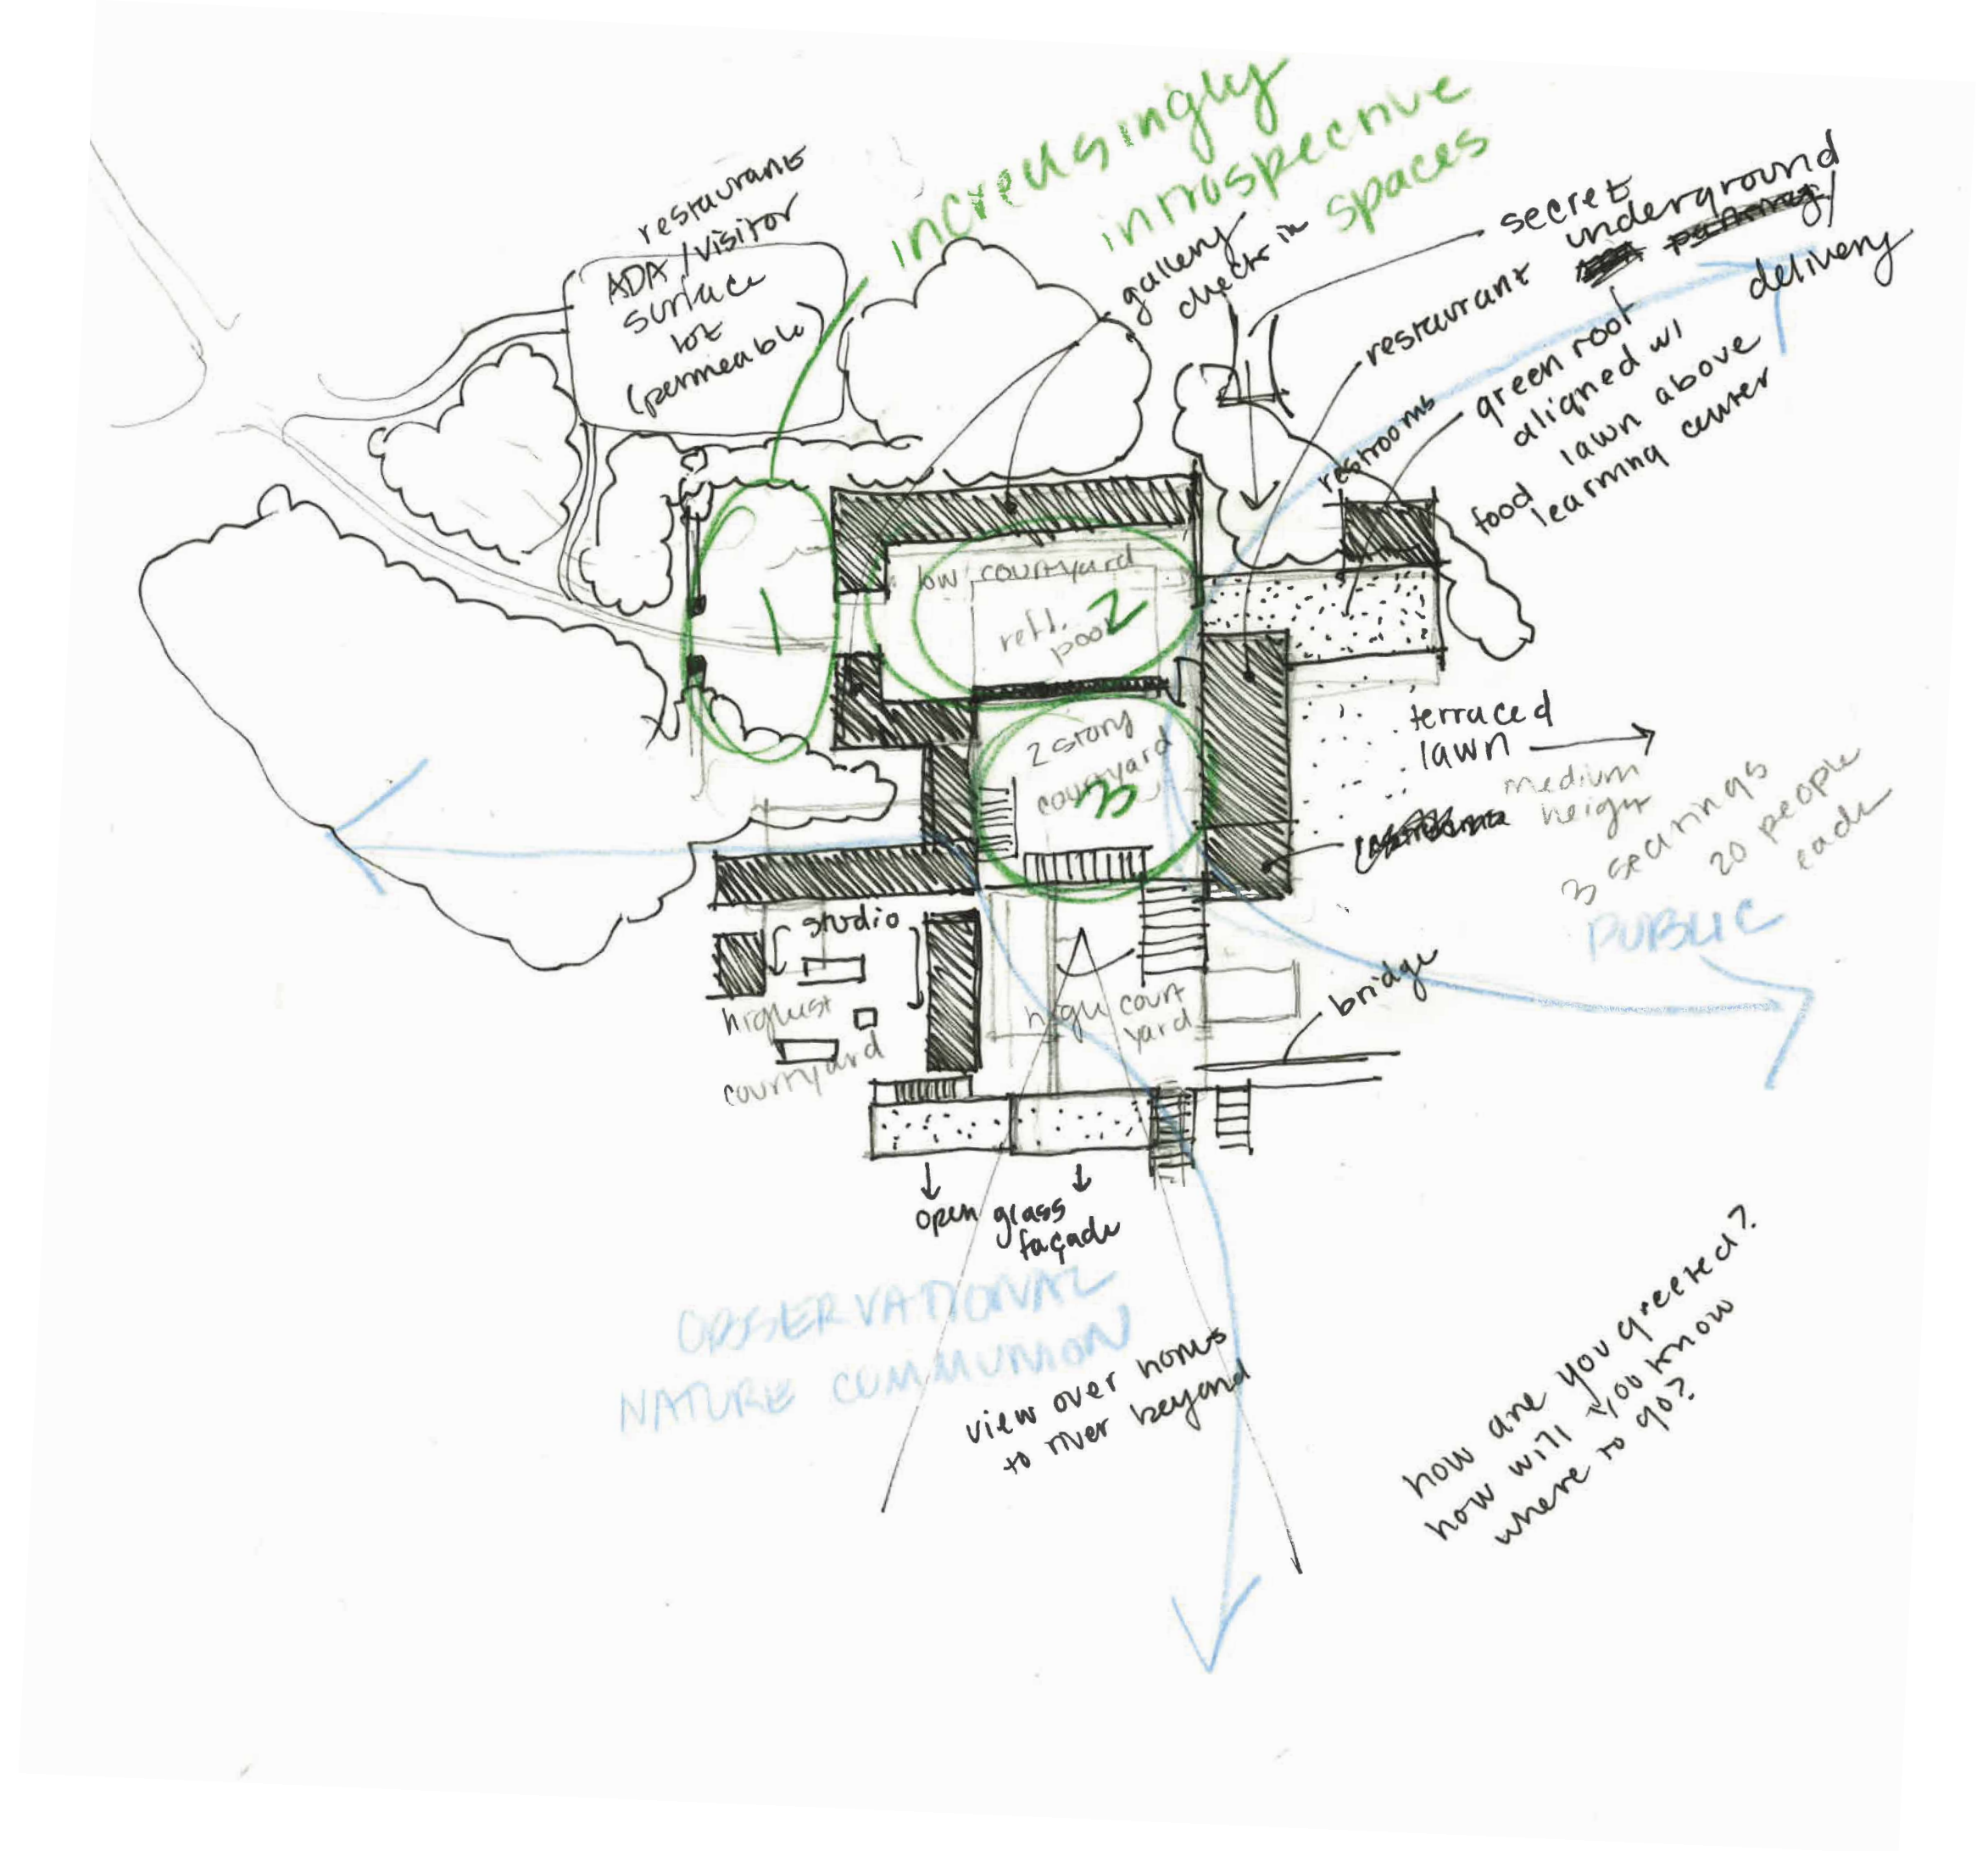 increasingly
introspective
spaces
restaurant
ADA/visitor
surface
lot
(permeable)
gallery
check in
secret
underground
delivery
restaurant
restrooms
green roof
aligned w/
lawn above
learning center
food
low courtyard
refl.
pool
1
2
2 story
courtyard
3
terraced
lawn
medium
height
3 seatings
20 people
each
PUBLIC
studio
highest
courtyard
high court
yard
bridge
open glass
façade
OBSERVATIONAL
NATURE COMMUNION
view over
to river beyond
how are you greeted?
how will you know
where to go?